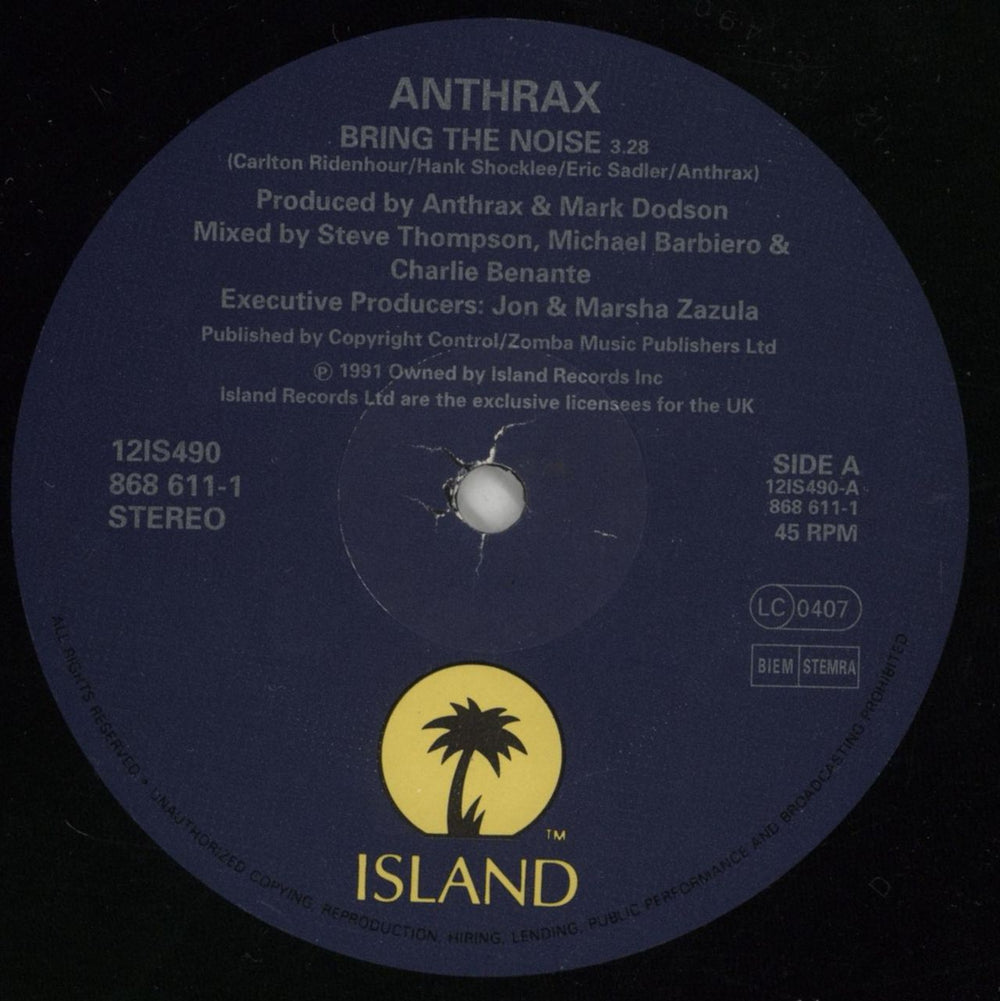 ANTHRAX
BRING THE NOISE 3.28
(Carlton Ridenhour/Hank Shocklee/Eric Sadler/Anthrax)
Produced by Anthrax & Mark Dodson
Mixed by Steve Thompson, Michael Barbiero &
Charlie Benante
Executive Producers: Jon & Marsha Zazula
Published by Copyright Control/Zomba Music Publishers Ltd
℗ 1991 Owned by Island Records Inc
Island Records Ltd are the exclusive licensees for the UK
12IS490
868 611-1
STEREO
SIDE A
12IS490-A
868 611-1
45 RPM
LC 0407
BIEM STEMRA
TM
ISLAND
ALL RIGHTS RESERVED. • UNAUTHORIZED COPYING, REPRODUCTION, HIRING, LENDING, PUBLIC PERFORMANCE AND BROADCASTING PROHIBITED